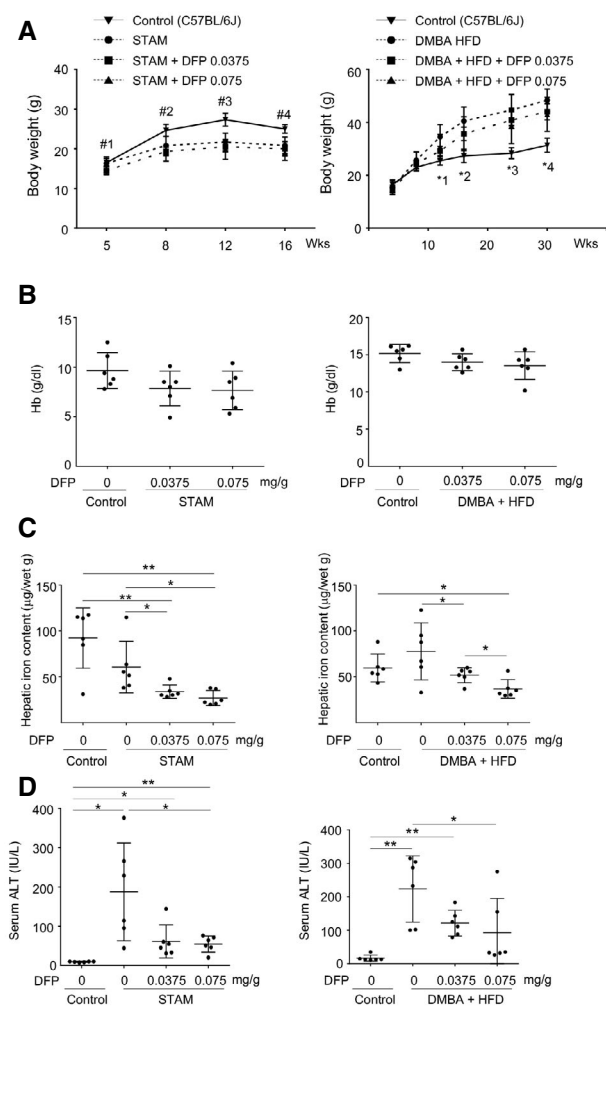 A
Control (C57BL/6J)
STAM
STAM + DFP 0.0375
STAM + DFP 0.075
Body weight (g)
40
30
20
10
0
#1
#2
#3
#4
5 8 12 16 Wks
Control (C57BL/6J)
DMBA HFD
DMBA + HFD + DFP 0.0375
DMBA + HFD + DFP 0.075
Body weight (g)
60
40
20
0
*1
*2
*3
*4
10 20 30 Wks
B
Hb (g/dl)
15
10
5
0
DFP 0 0.0375 0.075 mg/g
Control STAM
Hb (g/dl)
20
15
10
5
0
DFP 0 0.0375 0.075 mg/g
Control DMBA + HFD
C
Hepatic iron content (µg/wet g)
150
100
50
**
*
**
*
DFP 0 0 0.0375 0.075 mg/g
Control STAM
Hepatic iron content (µg/wet g)
150
100
50
*
*
*
DFP 0 0 0.0375 0.075 mg/g
Control DMBA + HFD
D
Serum ALT (IU/L)
400
300
200
100
0
**
*
* *
DFP 0 0 0.0375 0.075 mg/g
Control STAM
Serum ALT (IU/L)
400
300
200
100
0
*
**
**
DFP 0 0 0.0375 0.075 mg/g
Control DMBA + HFD